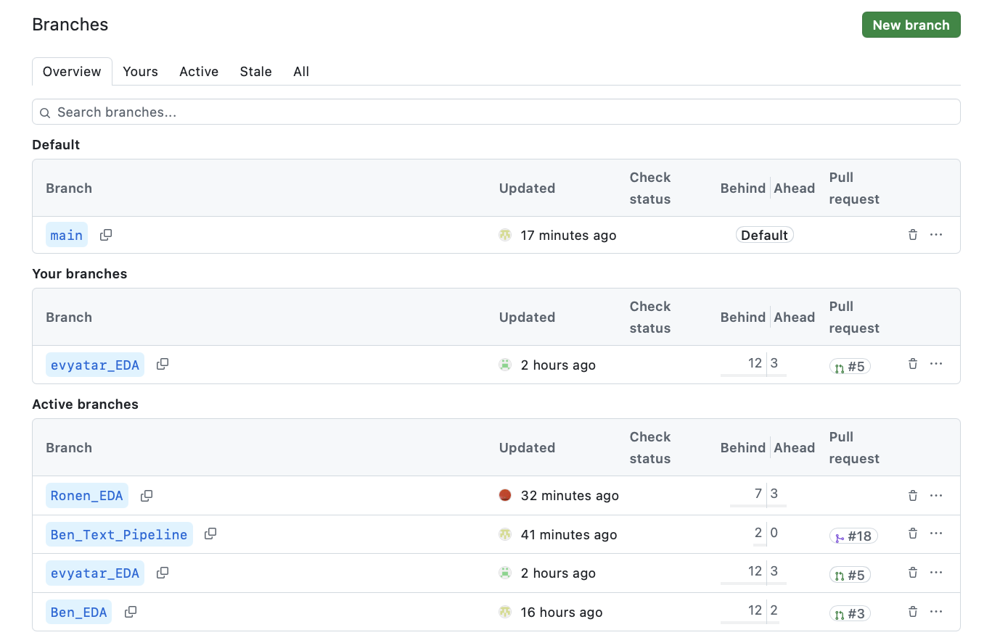 Branches
New branch
Overview Yours Active Stale All
Search branches...
Default
Branch Updated Check status Behind Ahead Pull request
main 17 minutes ago Default
Your branches
Branch Updated Check status Behind Ahead Pull request
evyatar_EDA 2 hours ago 12 3 #5
Active branches
Branch Updated Check status Behind Ahead Pull request
Ronen_EDA 32 minutes ago 7 3
Ben_Text_Pipeline 41 minutes ago 2 0 #18
evyatar_EDA 2 hours ago 12 3 #5
Ben_EDA 16 hours ago 12 2 #3